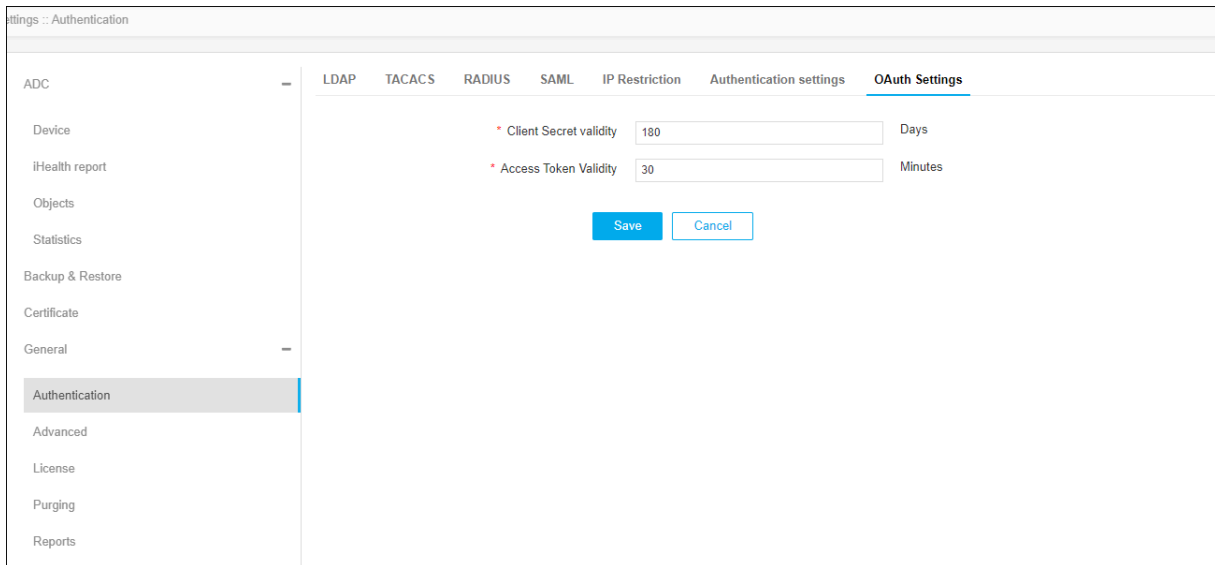 ettings :: Authentication
ADC
Device
iHealth report
Objects
Statistics
Backup & Restore
Certificate
General
Authentication
Advanced
License
Purging
Reports
LDAP TACACS RADIUS SAML IP Restriction Authentication settings OAuth Settings
* Client Secret validity 180 Days
* Access Token Validity 30 Minutes
Save Cancel